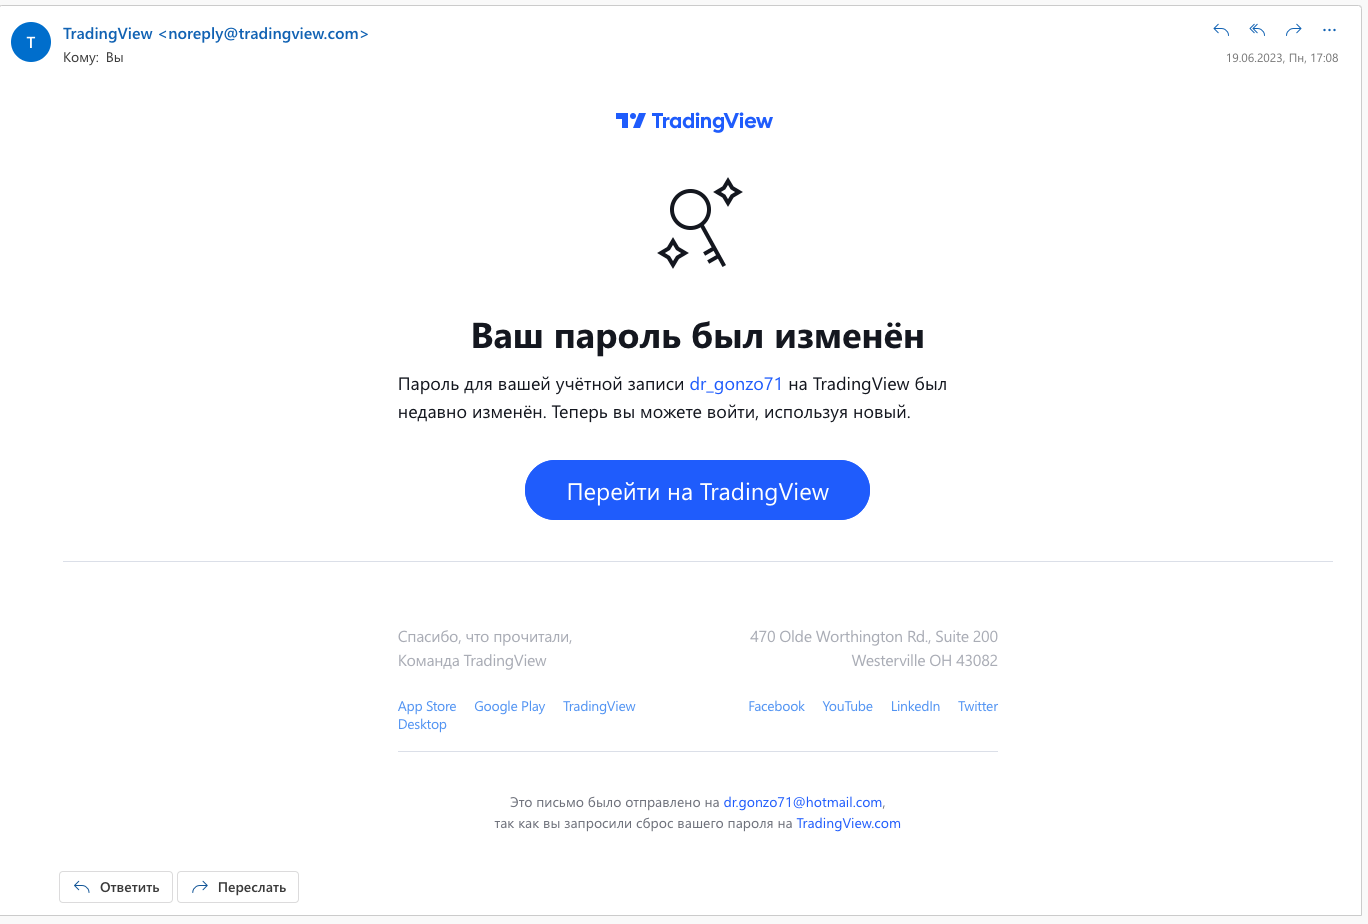 T
TradingView <noreply@tradingview.com>
Кому: Вы
19.06.2023, Пн, 17:08
TradingView
Ваш пароль был изменён
Пароль для вашей учётной записи dr_gonzo71 на TradingView был
недавно изменён. Теперь вы можете войти, используя новый.
Перейти на TradingView
Спасибо, что прочитали,
Команда TradingView
470 Olde Worthington Rd., Suite 200
Westerville OH 43082
App Store Google Play TradingView
Desktop
Facebook YouTube LinkedIn Twitter
Это письмо было отправлено на dr.gonzo71@hotmail.com,
так как вы запросили сброс вашего пароля на TradingView.com
Ответить Переслать